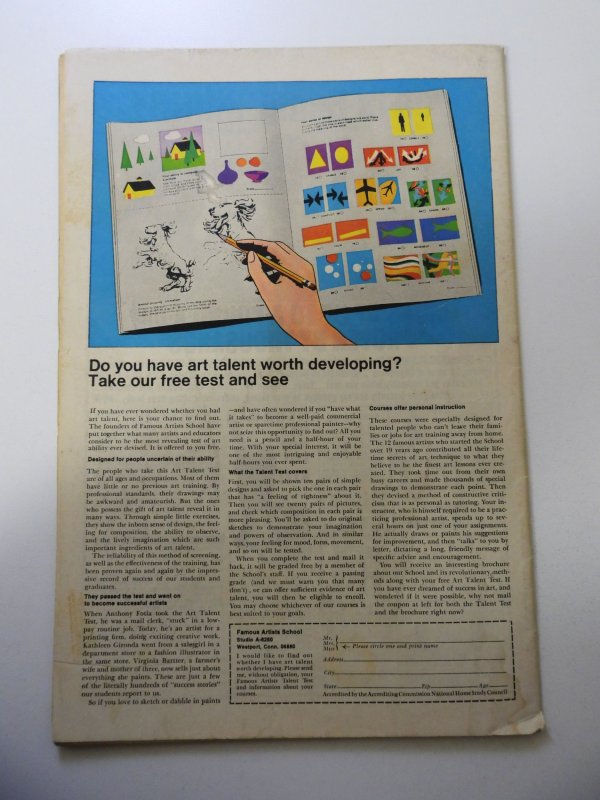 Do you have art talent worth developing?
Take our free test and see
If you have ever wondered whether you had
art talent, here is your chance to find out.
The founders of Famous Artists School have
put together what many artists and educators
consider to be the most revealing test of art
ability ever devised. It is offered to you free.
Designed for people uncertain of their ability
The people who take this Art Talent Test
are of all ages and occupations. Most of them
have little or no previous art training. By
professional standards, their drawings may
be awkward and amateurish. But the ones
who possess the gift of art talent reveal it in
many ways. Through simple little exercises,
they show the inborn sense of design, the feel-
ing for composition, the ability to observe,
and the lively imagination which are such
important ingredients of art talent.
The reliability of this method of screening,
as well as the effectiveness of the training, has
been proven again and again by the impres-
sive record of success of our students and
graduates.
They passed the test and went on
to become successful artists
When Anthony Fotia took the Art Talent
Test, he was a mail clerk, "stuck" in a low-
pay routine job. Today, he's an artist for a
printing firm, doing exciting creative work.
Kathleen Gironda went from a salesgirl in a
department store to a fashion illustrator in
the same store. Virginia Bartter, a farmer's
wife and mother of three, now sells just about
everything she paints. These are just a few
of the literally hundreds of "success stories"
our students report to us.
So if you love to sketch or dabble in paints
—and have often wondered if you "have what
it takes" to become a well-paid commercial
artist or sparetime professional painter—why
not seize this opportunity to find out? All you
need is a pencil and a half-hour of your
time. With your special interest, it will be
one of the most intriguing and enjoyable
half-hours you ever spent.
What the Talent Test covers
First, you will be shown ten pairs of simple
designs and asked to pick the one in each pair
that has "a feeling of rightness" about it.
Then you will see twenty pairs of pictures,
and check which composition in each pair is
more pleasing. You'll be asked to do original
sketches to demonstrate your imagination
and powers of observation. And in similar
ways, your feeling for mood, form, movement,
and so on will be tested.
When you complete the test and mail it
back, it will be graded free by a member of
the School's staff. If you receive a passing
grade (and we must warn you that many
don't), or can offer sufficient evidence of art
talent, you will then be eligible to enroll.
You may choose whichever of our courses is
best suited to your goals.
Courses offer personal instruction
These courses were especially designed for
talented people who can't leave their fami-
lies or jobs for art training away from home.
The 12 famous artists who started the School
over 19 years ago contributed all their life-
time secrets of art technique to what they
believe to be the finest art lessons ever cre-
ated. They took time out from their own
busy careers and made thousands of special
drawings to demonstrate each point. Then
they devised a method of constructive criti-
cism that is as personal as tutoring. Your in-
structor, who is himself required to be a prac-
ticing professional artist, spends up to sev-
eral hours on just one of your assignments.
He actually draws or paints his suggestions
for improvement, and then "talks" to you by
letter, dictating a long, friendly message of
specific advice and encouragement.
You will receive an interesting brochure
about our School and its revolutionary meth-
ods along with your free Art Talent Test. If
you have ever dreamed of success in art, and
wondered if it were possible, why not mail
the coupon at left for both the Talent Test
and the brochure right now?
Famous Artists School
Studio A-6260
Westport, Conn. 06880
I would like to find out
whether I have art talent
worth developing. Please send
me, without obligation, your
Famous Artists Talent Test
and information about your
courses.
Mr.
Mrs.
Miss
Please circle one and print name
Address
City
State Zip Age
Accredited by the Accrediting Commission National Home Study Council